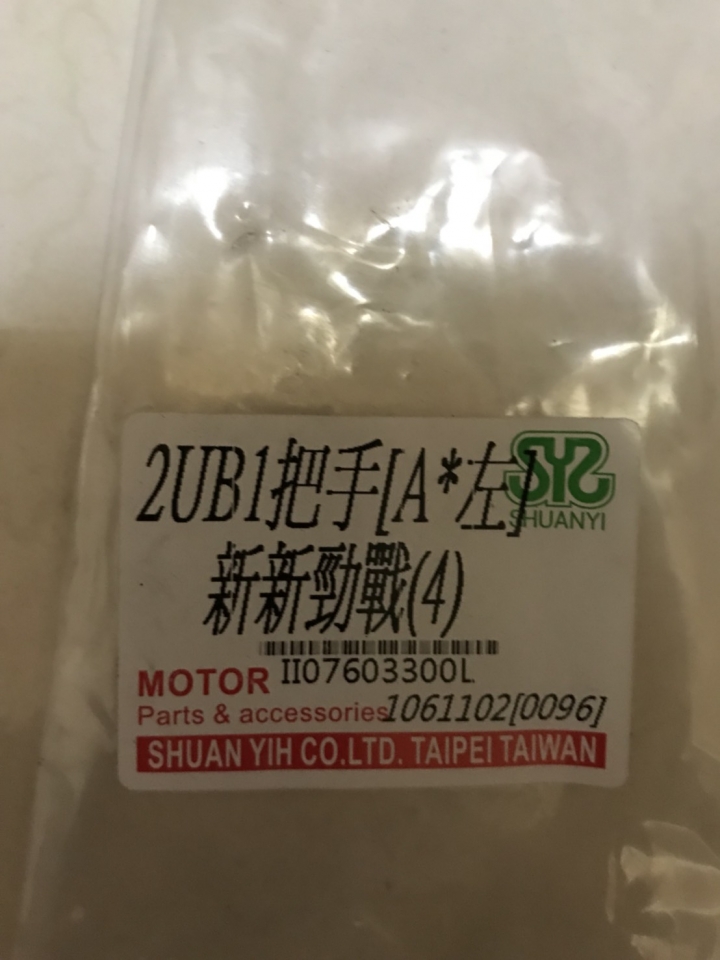 2UB1把手[A*左]
SYS
SHUANYI
新新勁戰(4)
II07603300L
MOTOR
Parts & accessories
1061102[0096]
SHUAN YIH CO.LTD. TAIPEI TAIWAN